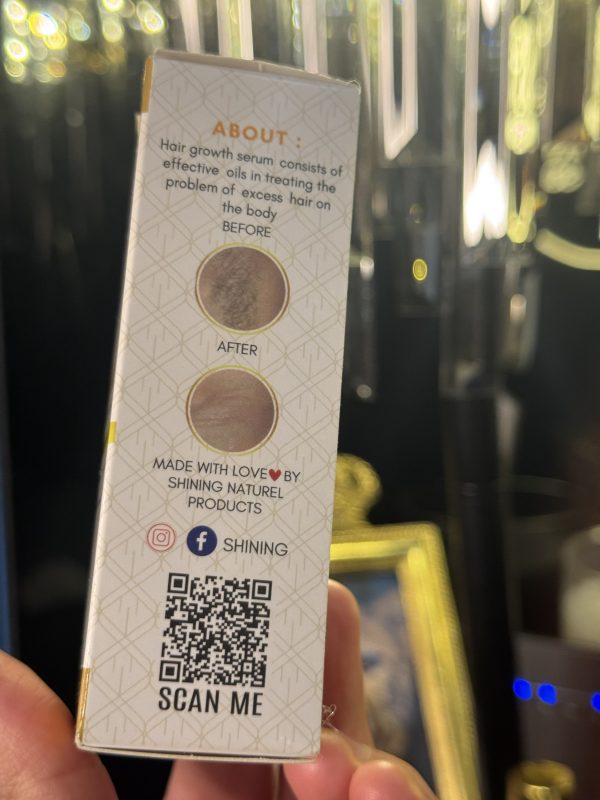 ABOUT :
Hair growth serum consists of
effective oils in treating the
problem of excess hair on
the body
BEFORE
AFTER
MADE WITH LOVE❤BY
SHINING NATUREL
PRODUCTS
SHINING
SCAN ME